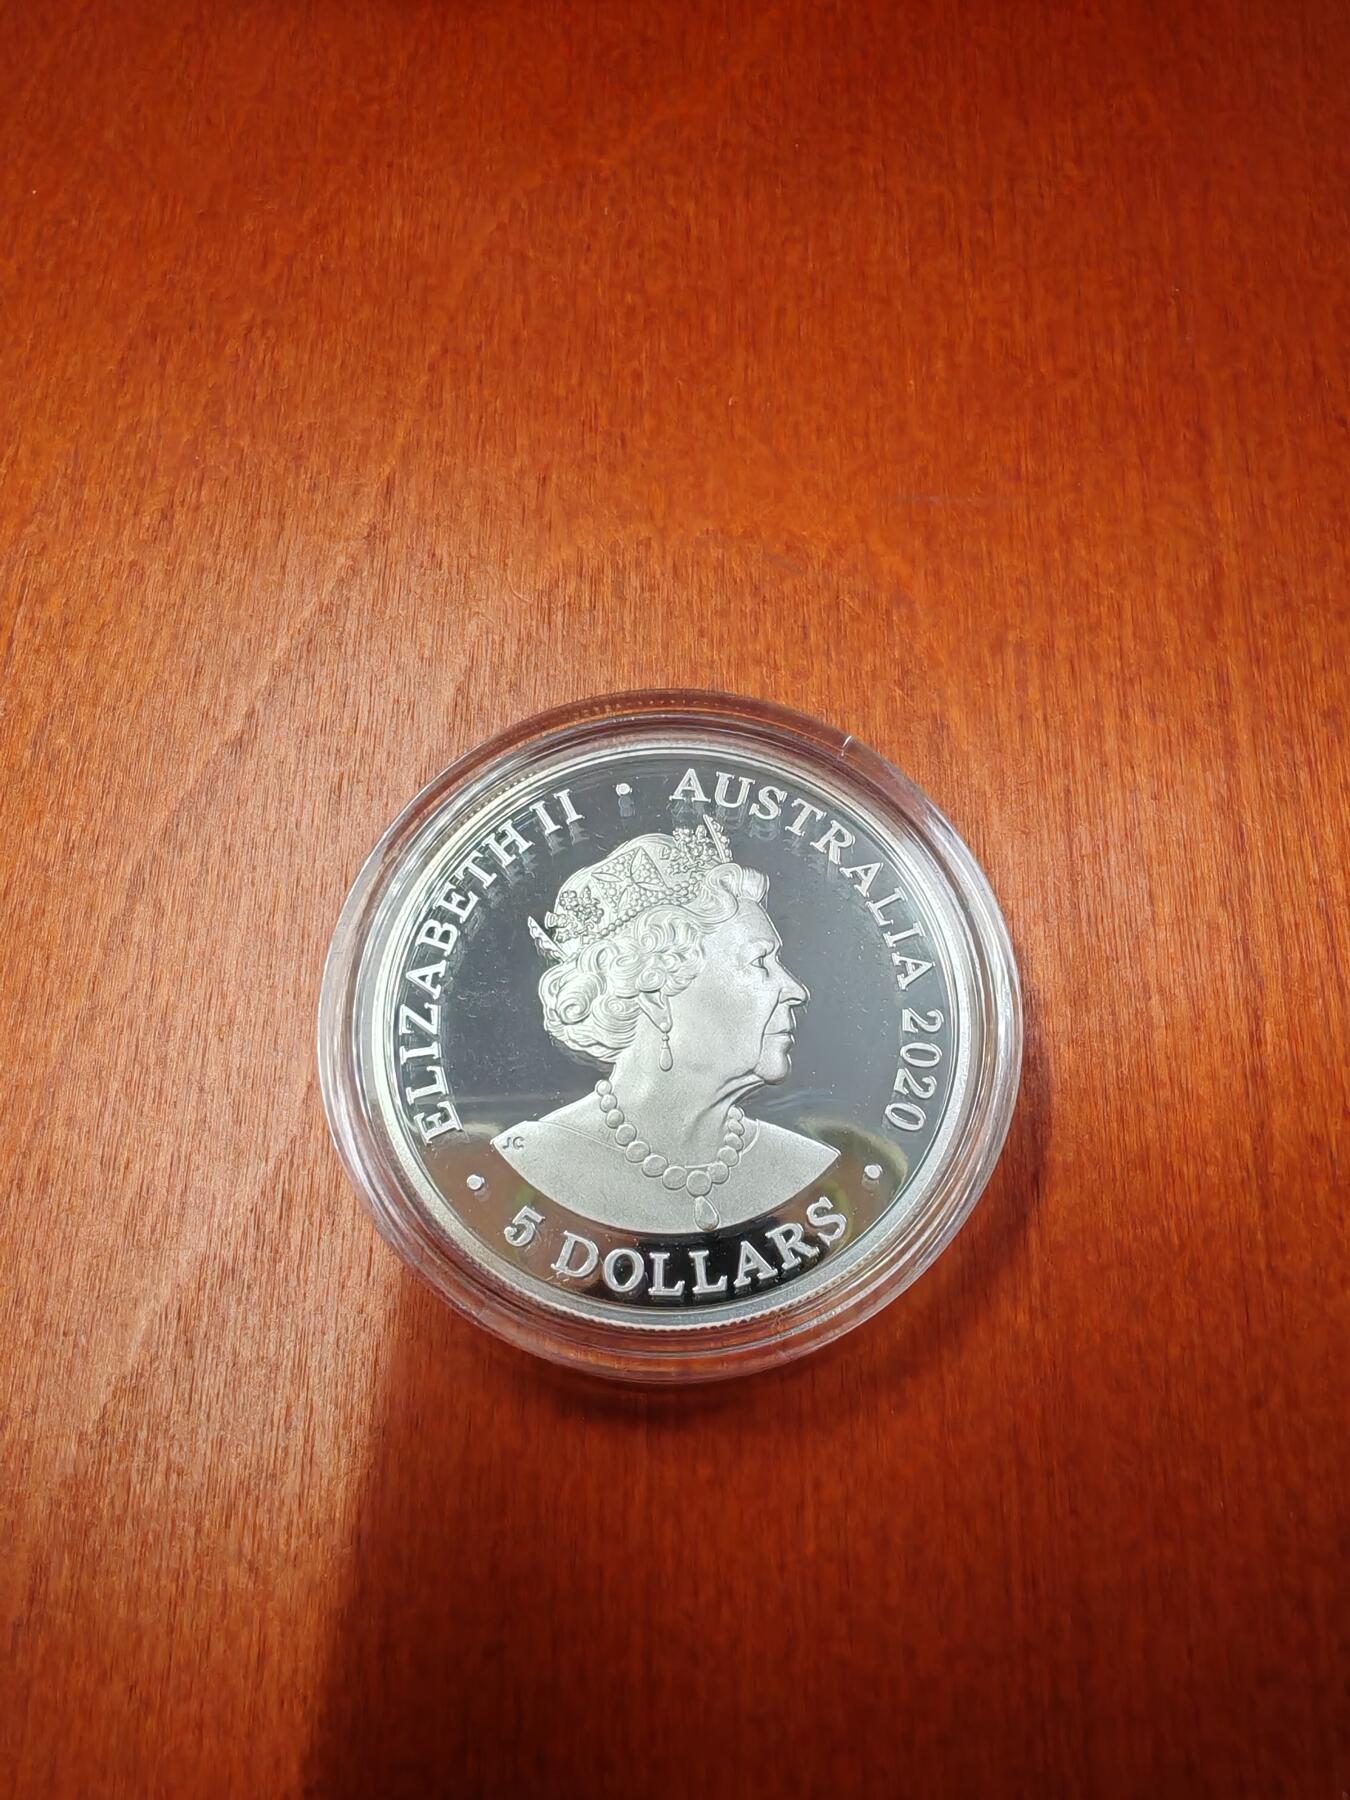 ELIZABETH II • AUSTRALIA 2020
JC
• 5 DOLLARS •